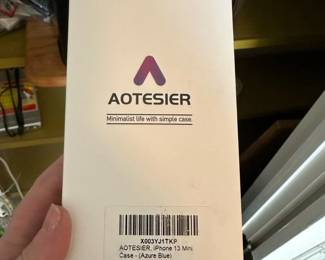 AOTESIER
Minimalist life with simple case.
X003YJ1TKP
AOTESIER, iPhone 13 Mini
Case - (Azure Blue)